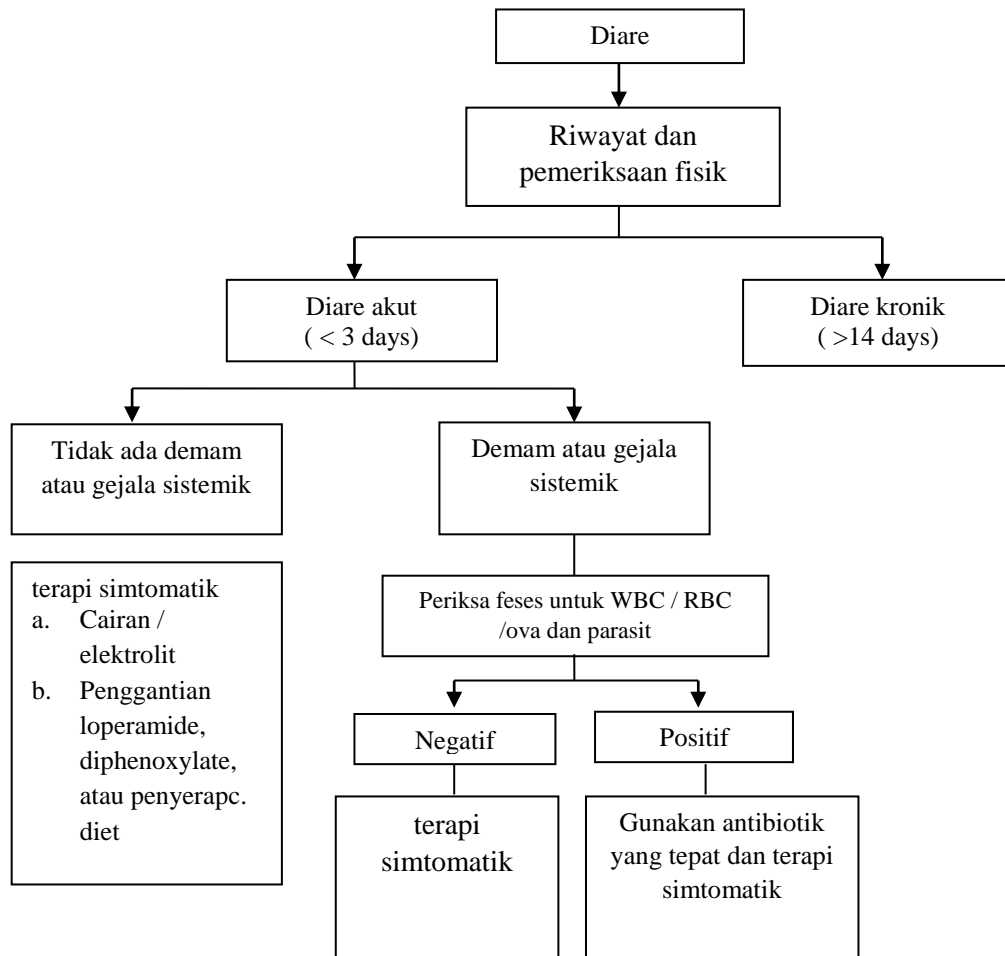 Diare
Riwayat dan
pemeriksaan fisik
Diare akut
( < 3 days)
Diare kronik
( >14 days)
Tidak ada demam
atau gejala sistemik
Demam atau gejala
sistemik
terapi simtomatik
a. Cairan /
elektrolit
b. Penggantian
loperamide,
diphenoxylate,
atau penyerapc.
diet
Periksa feses untuk WBC / RBC
/ova dan parasit
Negatif
Positif
terapi
simtomatik
Gunakan antibiotik
yang tepat dan terapi
simtomatik